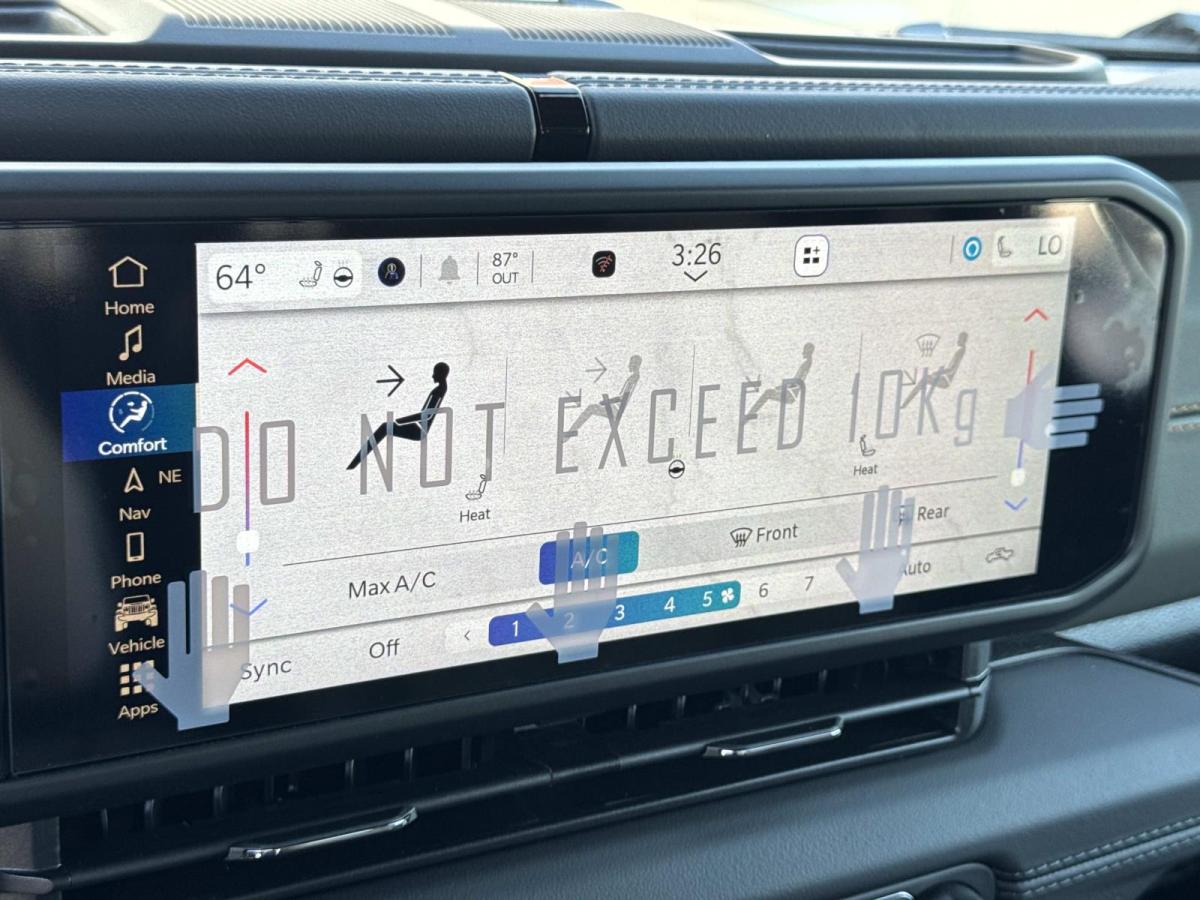 64°
87°
OUT
3:26
LO
Home
Media
Comfort
NE
Nav
Phone
Vehicle
Apps
DO NOT EXCEED 10Kg
Heat
Heat
Max A/C
A/C
Front
Rear
Sync
Off
1 2 3 4 5 6 7
Auto